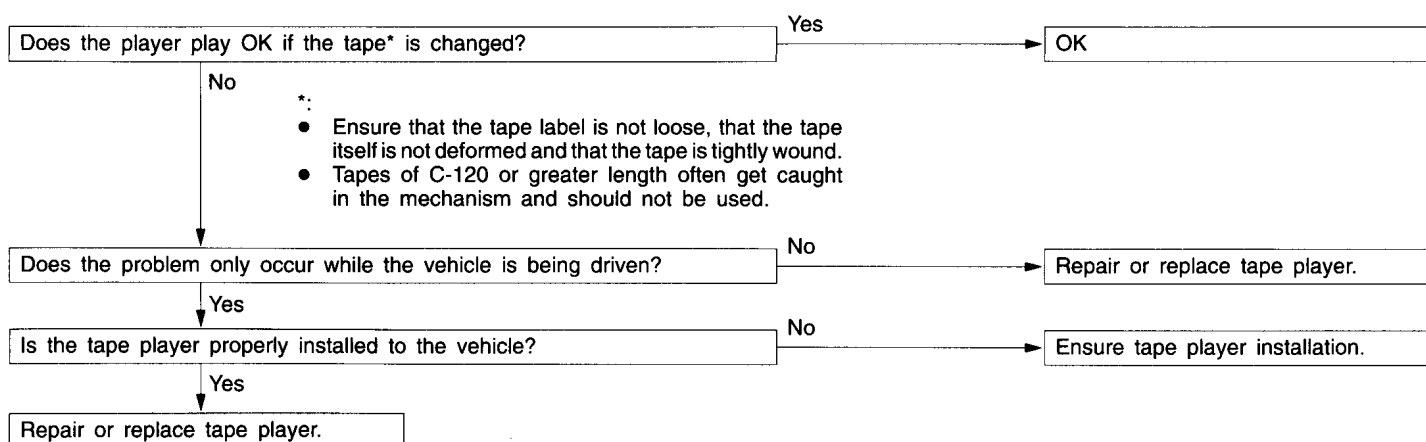 Does the player play OK if the tape* is changed?
Yes
OK
No
*:
● Ensure that the tape label is not loose, that the tape
itself is not deformed and that the tape is tightly wound.
● Tapes of C-120 or greater length often get caught
in the mechanism and should not be used.
Does the problem only occur while the vehicle is being driven?
No
Repair or replace tape player.
Yes
Is the tape player properly installed to the vehicle?
No
Ensure tape player installation.
Yes
Repair or replace tape player.